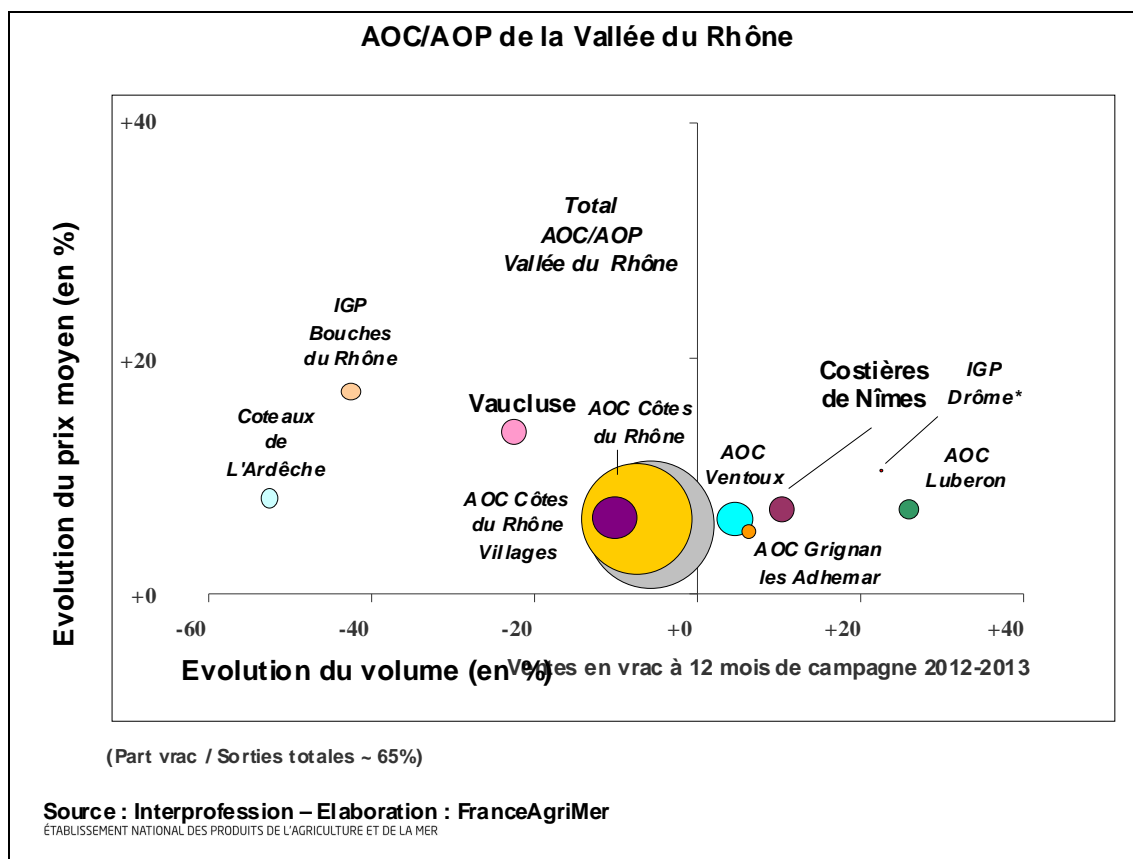 AOC/AOP de la Vallée du Rhône
+40
Total
AOC/AOP
Vallée du Rhône
Evolution du prix moyen (en %)
IGP
Bouches
du Rhône
+20
Costières
de Nîmes
IGP
Drôme*
Vaucluse
AOC Côtes
du Rhône
Coteaux
de
L'Ardêche
AOC
Ventoux
AOC
Luberon
AOC Côtes
du Rhône
Villages
AOC Grignan
les Adhemar
+0
-60
-40
-20
+0
+20
+40
Evolution du volume (en %)
Ventes en vrac à 12 mois de campagne 2012-2013
(Part vrac / Sorties totales ~ 65%)
Source : Interprofession – Elaboration : FranceAgriMer
ÉTABLISSEMENT NATIONAL DES PRODUITS DE L'AGRICULTURE ET DE LA MER